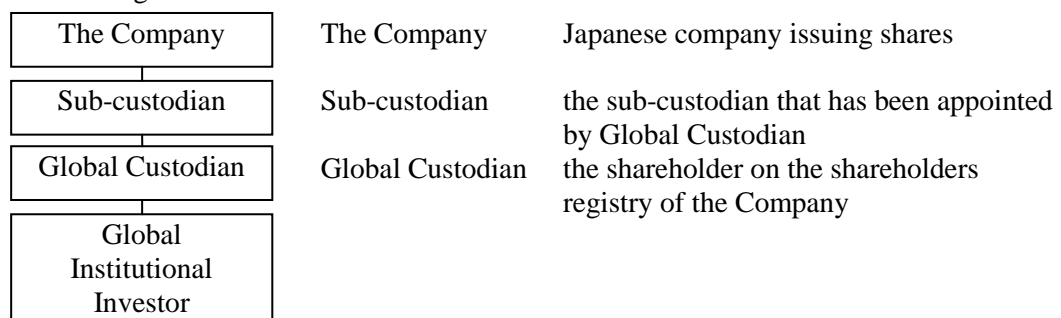 The Company The Company Japanese company issuing shares
Sub-custodian Sub-custodian the sub-custodian that has been appointed
by Global Custodian
Global Custodian Global Custodian the shareholder on the shareholders
registry of the Company
Global
Institutional
Investor